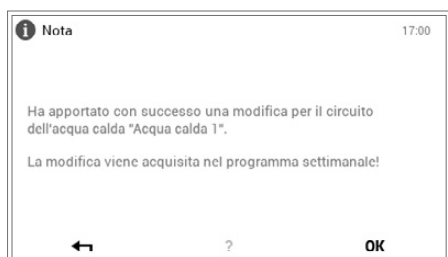 Nota
17:00
Ha apportato con successo una modifica per il circuito
dell'acqua calda "Acqua calda 1".
La modifica viene acquisita nel programma settimanale!
?
OK